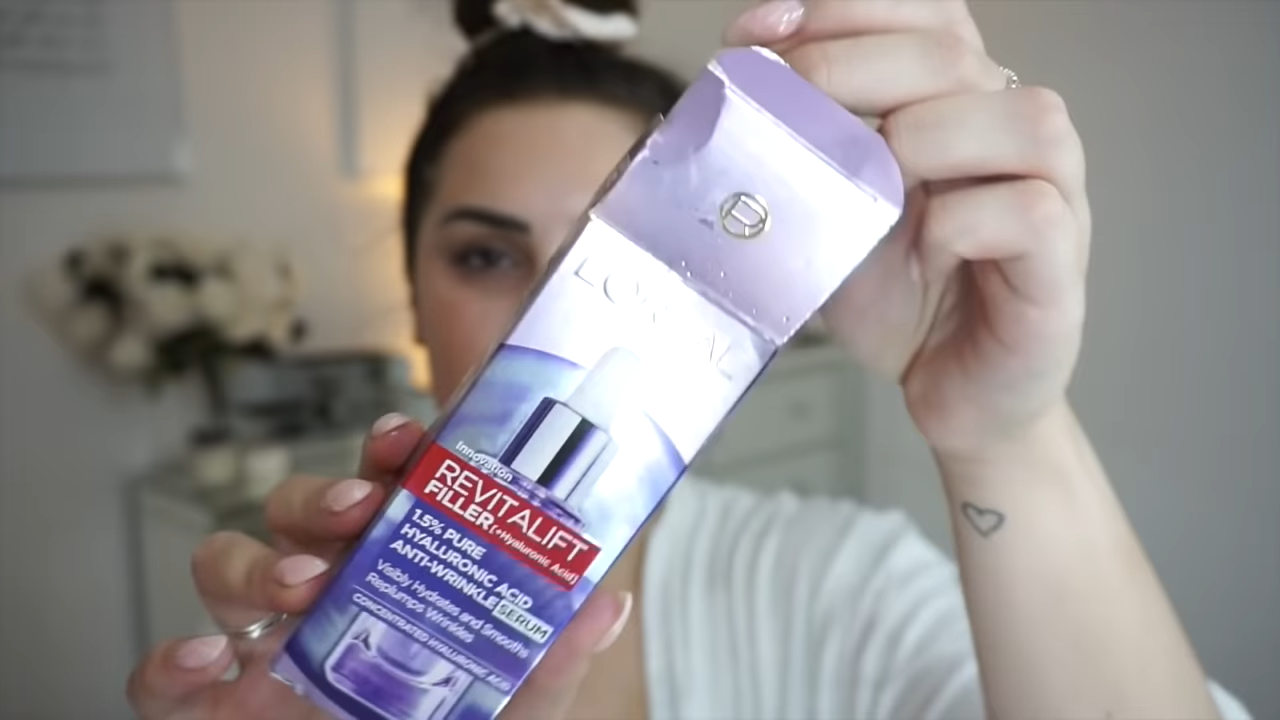 L'ORÉAL
Innovation
REVITALIFT
FILLER [+Hyaluronic Acid]
1.5% PURE
HYALURONIC ACID
ANTI-WRINKLE SERUM
Visibly Hydrates and Smooths
Replumps Wrinkles
CONCENTRATED HYALURONIC ACID